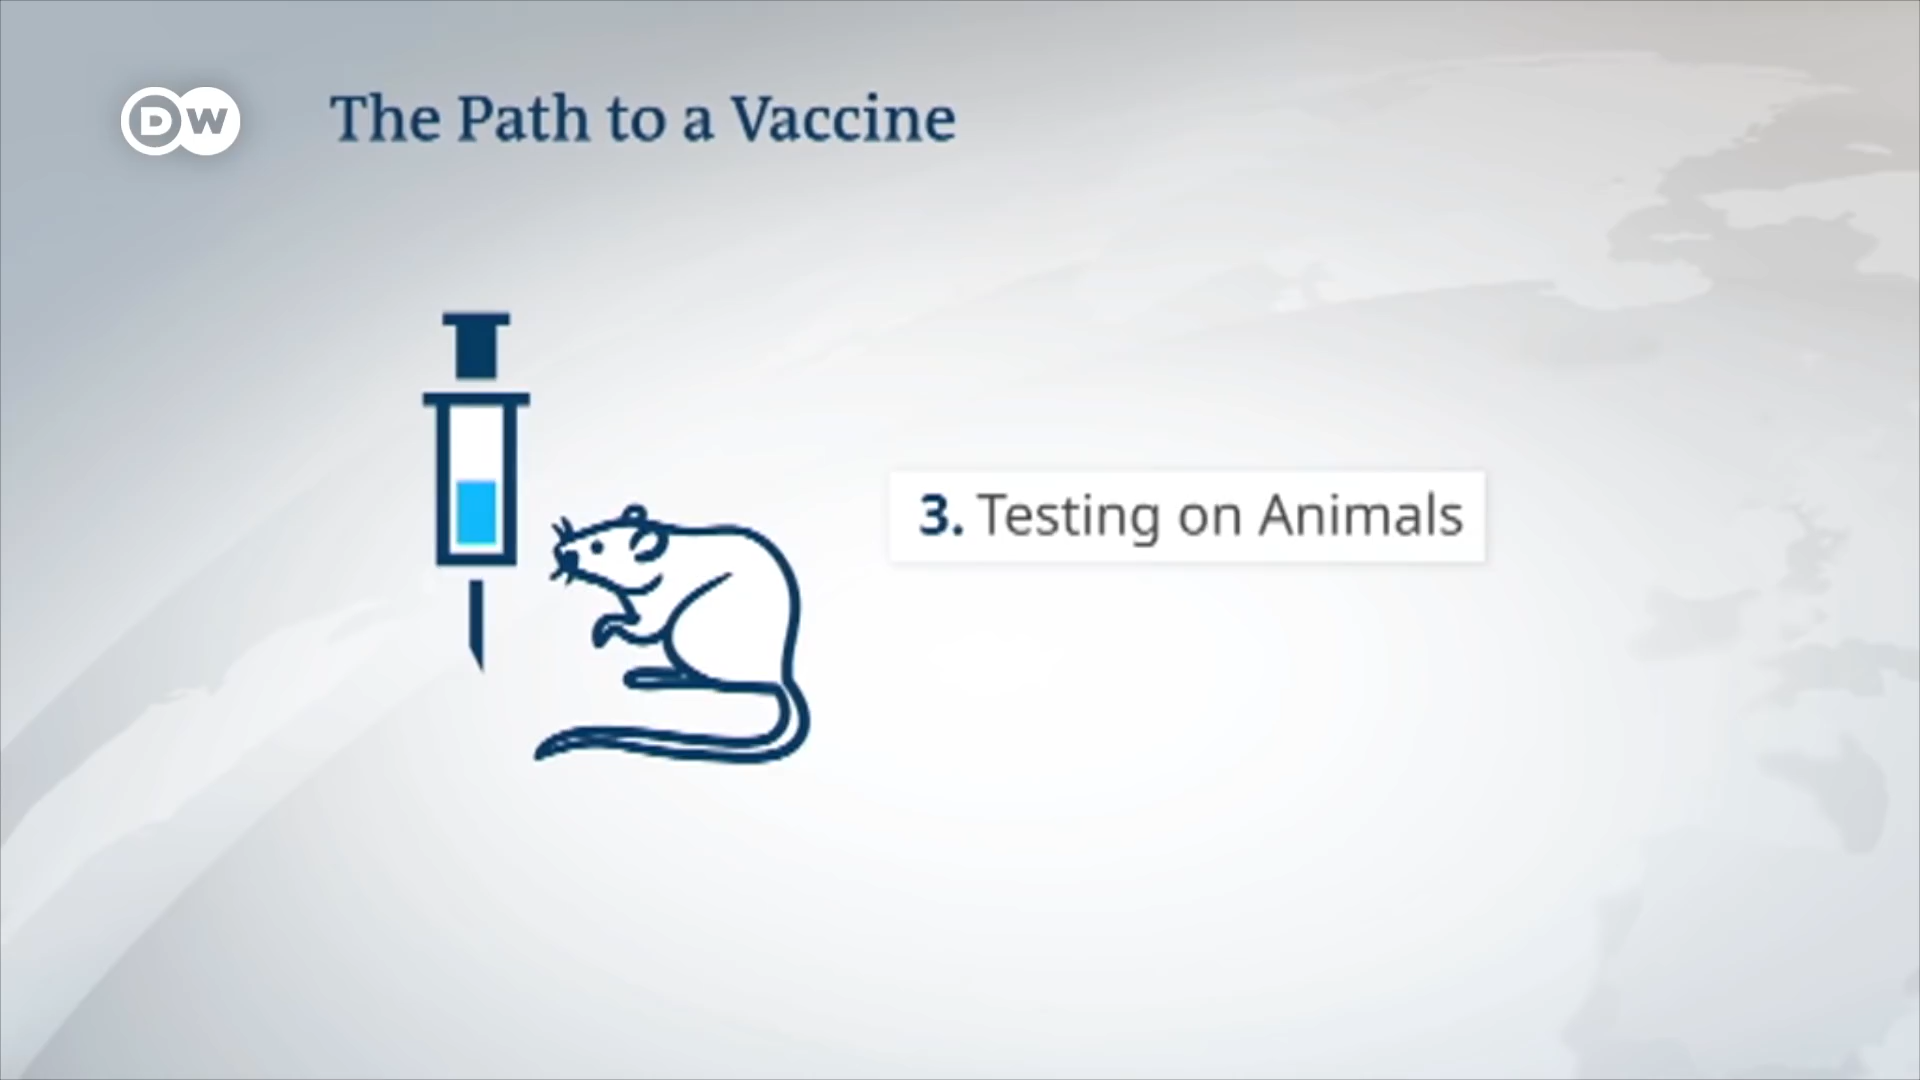 DW
The Path to a Vaccine
3. Testing on Animals